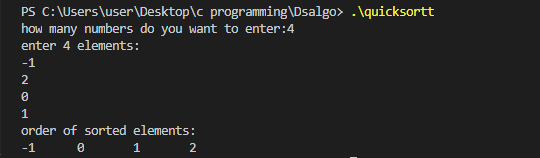 PS C:\Users\user\Desktop\c programming\Dsalgo> .\quicksortt
how many numbers do you want to enter:4
enter 4 elements:
-1
2
0
1
order of sorted elements:
-1      0       1       2